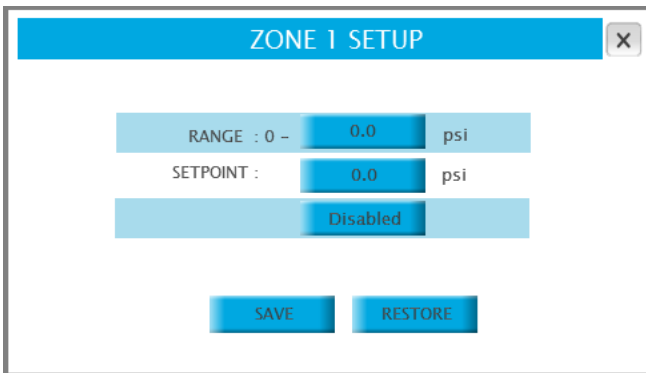 ZONE 1 SETUP X
RANGE : 0 – 0.0 psi
SETPOINT : 0.0 psi
Disabled
SAVE RESTORE